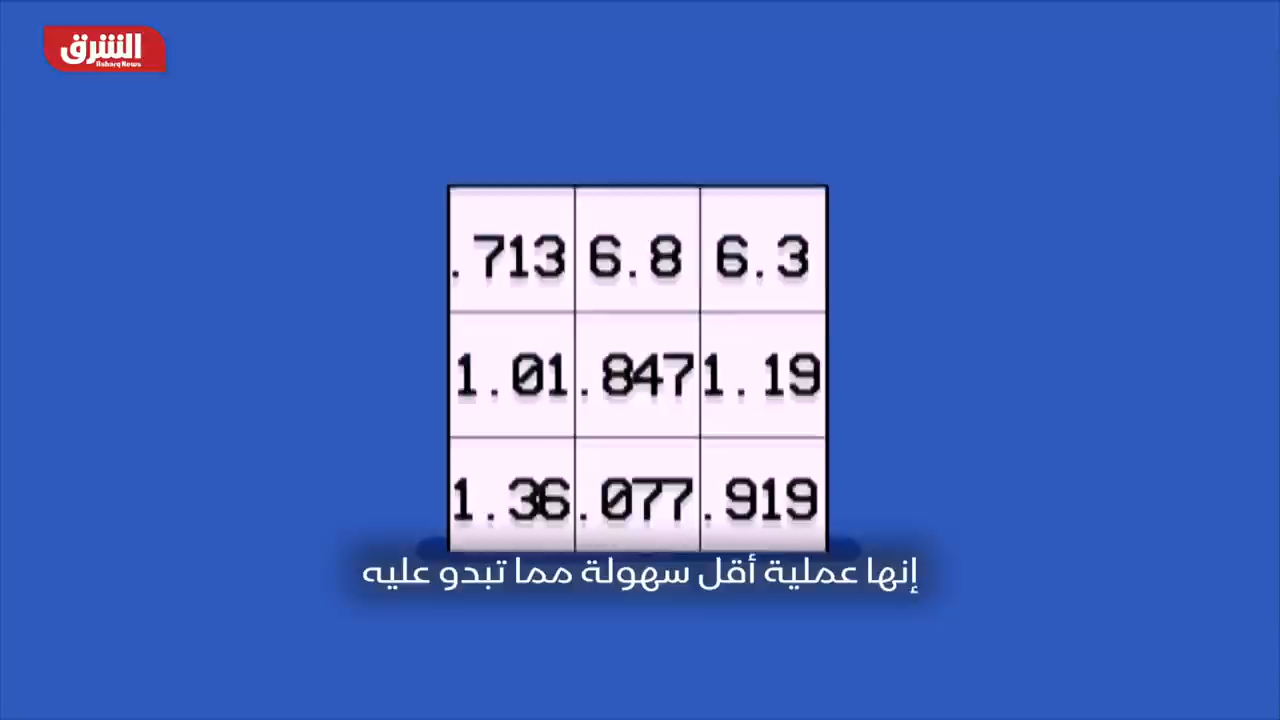 الشرق
Asharq News
.713 6.8 6.3
1.01 .847 1.19
1.36 .077 .919
إنها عملية أقل سهولة مما تبدو عليه